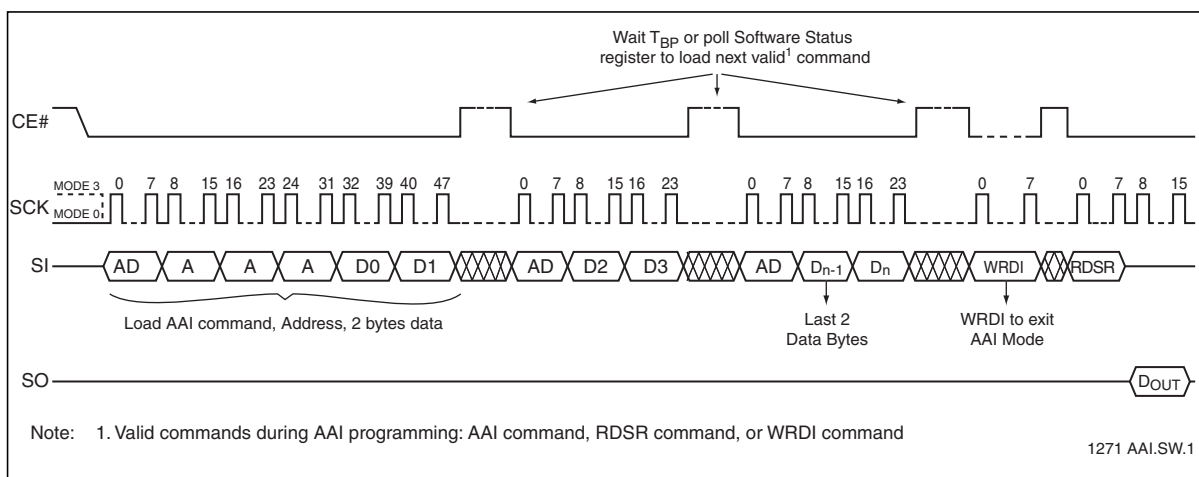 Wait TBP or poll Software Status
register to load next valid1 command
CE#
MODE 3
MODE 0
SCK
0 7 8 15 16 23 24 31 32 39 40 47 0 7 8 15 16 23 0 7 8 15 16 23 0 7 0 7 8 15
SI
AD A A A D0 D1 AD D2 D3 AD Dn-1 Dn WRDI RDSR
Load AAI command, Address, 2 bytes data
Last 2
Data Bytes
WRDI to exit
AAI Mode
SO
DOUT
Note: 1. Valid commands during AAI programming: AAI command, RDSR command, or WRDI command
1271 AAI.SW.1